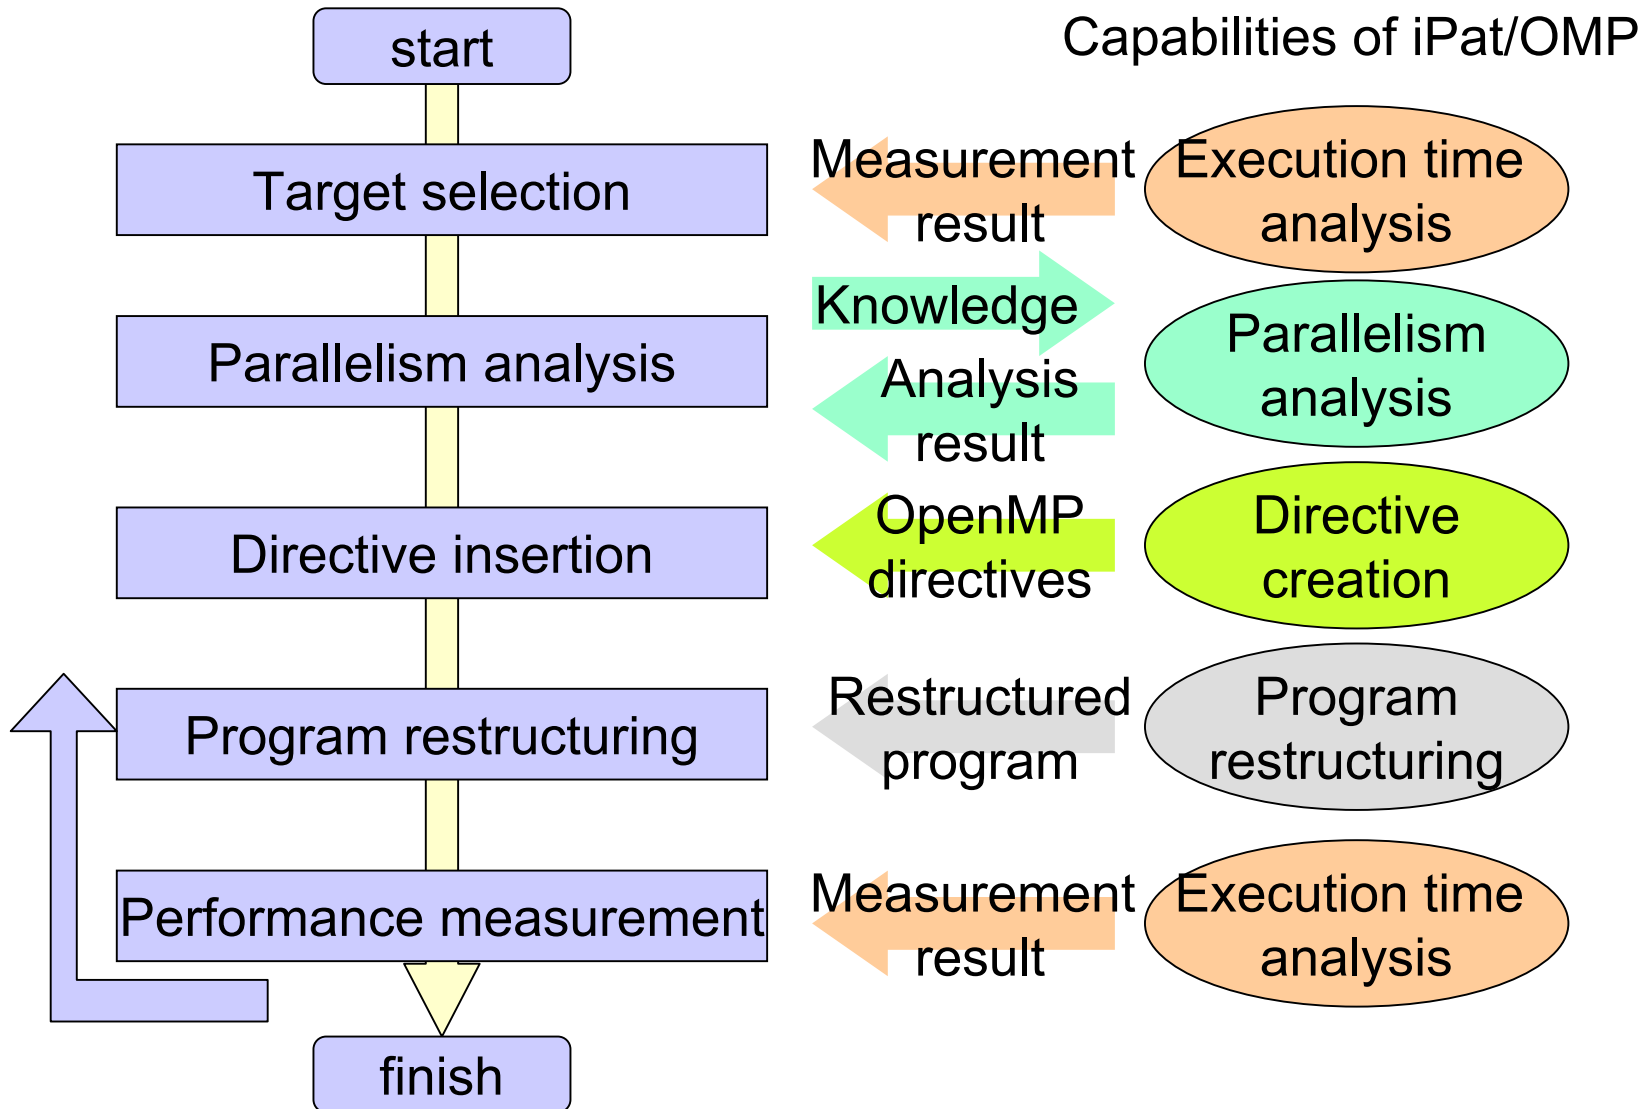 start
Capabilities of iPat/OMP
Target selection
Measurement
result
Execution time
analysis
Knowledge
Parallelism analysis
Analysis
result
Parallelism
analysis
Directive insertion
OpenMP
directives
Directive
creation
Program restructuring
Restructured
program
Program
restructuring
Performance measurement
Measurement
result
Execution time
analysis
finish